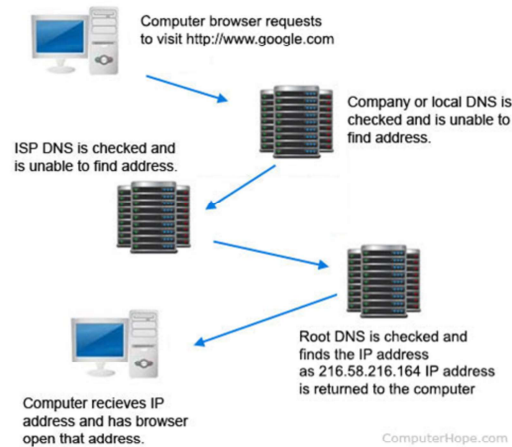 Computer browser requests
to visit http://www.google.com
Company or local DNS is
checked and is unable to
find address.
ISP DNS is checked and
is unable to find address.
Root DNS is checked and
finds the IP address
as 216.58.216.164 IP address
is returned to the computer
Computer recieves IP
address and has browser
open that address.
ComputerHope.com